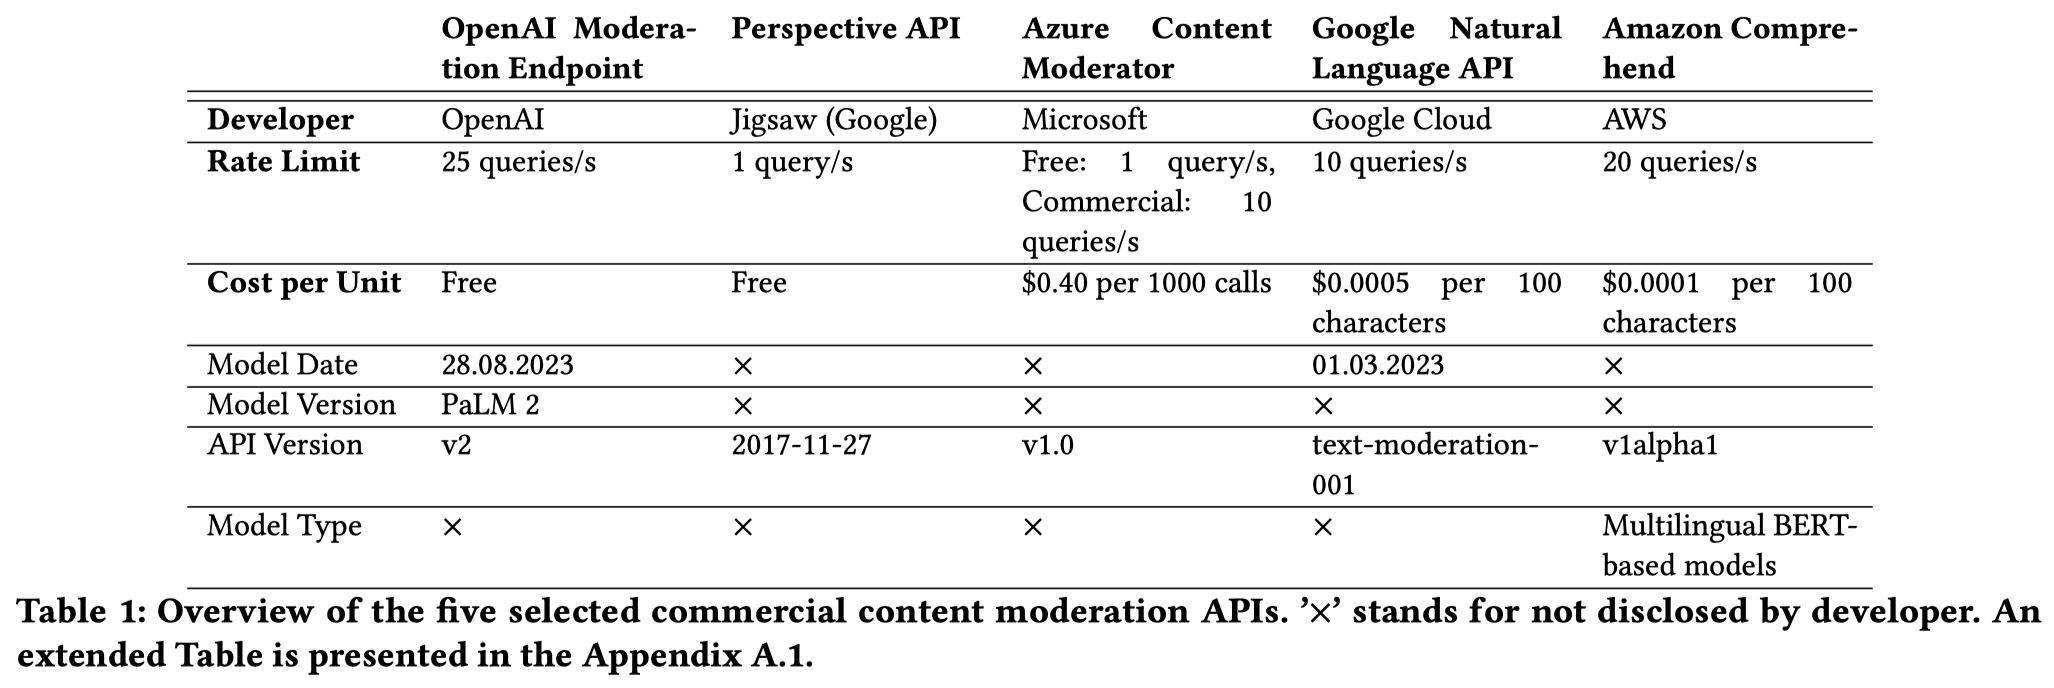 OpenAI Modera- Perspective API Azure Content Google Natural Amazon Compre-
tion Endpoint Moderator Language API hend
Developer OpenAI Jigsaw (Google) Microsoft Google Cloud AWS
Rate Limit 25 queries/s 1 query/s Free: 1 query/s, 10 queries/s 20 queries/s
Commercial: 10
queries/s
Cost per Unit Free Free $0.40 per 1000 calls $0.0005 per 100 $0.0001 per 100
characters characters
Model Date 28.08.2023 × × 01.03.2023 ×
Model Version PaLM 2 × × × ×
API Version v2 2017-11-27 v1.0 text-moderation- v1alpha1
001
Model Type × × × × Multilingual BERT-
based models
Table 1: Overview of the five selected commercial content moderation APIs. ’×’ stands for not disclosed by developer. An
extended Table is presented in the Appendix A.1.